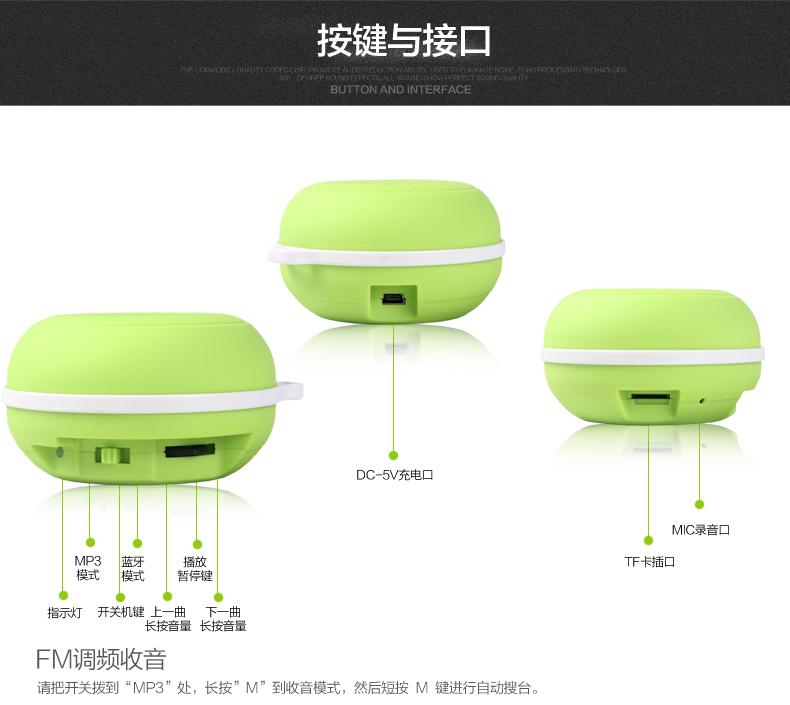 按键与接口
THE COMMODITY QUALITY CODEC CHIP, PROMOTE AUDIO REDUCTION ABILITY, USED TO ELIMINATE NOISE, ECHO PROCESSING TECHNOLOGY
360 - DEGREE SOUND EFFECTS, ALL-ROUND SHOW PERFECT SOUND QUALITY
BUTTON AND INTERFACE
DC-5V充电口
MIC录音口
TF卡插口
MP3
模式
蓝牙
模式
播放
暂停键
指示灯
开关机键
上一曲
长按音量
下一曲
长按音量
FM调频收音
请把开关拨到“MP3”处，长按”M”到收音模式，然后短按 M 键进行自动搜台。